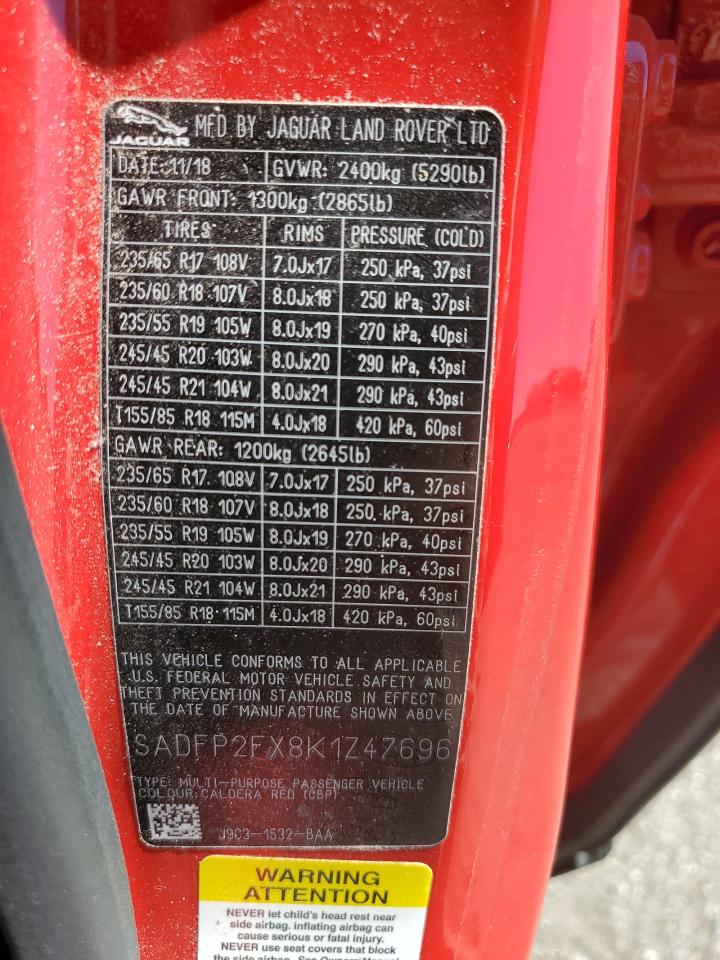 JAGUAR MFD BY JAGUAR LAND ROVER LTD
DATE: 11/18 GVWR: 2400kg (5290lb)
GAWR FRONT: 1300kg (2865lb)
TIRES RIMS PRESSURE (COLD)
235/65 R17 108V 7.0Jx17 250 kPa, 37psi
235/60 R18 107V 8.0Jx18 250 kPa, 37psi
235/55 R19 105W 8.0Jx19 270 kPa, 40psi
245/45 R20 103W 8.0Jx20 290 kPa, 43psi
245/45 R21 104W 8.0Jx21 290 kPa, 43psi
T155/85 R18 115M 4.0Jx18 420 kPa, 60psi
GAWR REAR: 1200kg (2645lb)
235/65 R17 108V 7.0Jx17 250 kPa, 37psi
235/60 R18 107V 8.0Jx18 250 kPa, 37psi
235/55 R19 105W 8.0Jx19 270 kPa, 40psi
245/45 R20 103W 8.0Jx20 290 kPa, 43psi
245/45 R21 104W 8.0Jx21 290 kPa, 43psi
T155/85 R18 115M 4.0Jx18 420 kPa, 60psi
THIS VEHICLE CONFORMS TO ALL APPLICABLE
U.S. FEDERAL MOTOR VEHICLE SAFETY AND
THEFT PREVENTION STANDARDS IN EFFECT ON
THE DATE OF MANUFACTURE SHOWN ABOVE
SADFP2FX8K1Z47696
TYPE: MULTI-PURPOSE PASSENGER VEHICLE
COLOUR:CALDERA RED (CBP)
J9C3-1532-BAA
WARNING
ATTENTION
NEVER let child's head rest near
side airbag. inflating airbag can
cause serious or fatal injury.
NEVER use seat covers that block
the side airbag. See Owners Manual